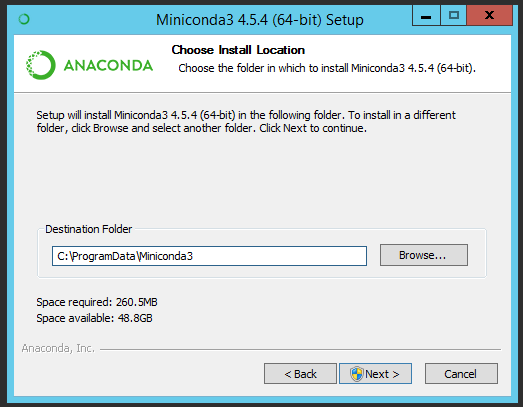 Miniconda3 4.5.4 (64-bit) Setup
ANACONDA
Choose Install Location
Choose the folder in which to install Miniconda3 4.5.4 (64-bit).
Setup will install Miniconda3 4.5.4 (64-bit) in the following folder. To install in a different
folder, click Browse and select another folder. Click Next to continue.
Destination Folder
C:\ProgramData\Miniconda3
Browse...
Space required: 260.5MB
Space available: 48.8GB
Anaconda, Inc.
< Back
Next >
Cancel